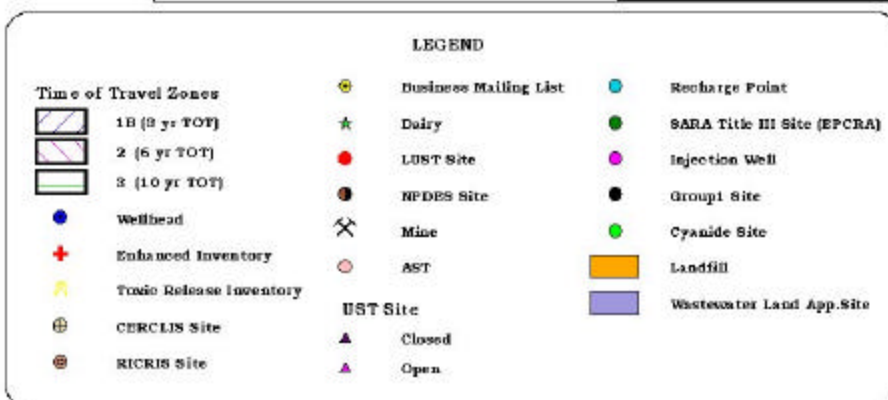 LEGEND
Time of Travel Zones
1B (3 yr TOT)
2 (6 yr TOT)
3 (10 yr TOT)
Wellhead
Enhanced Inventory
Toxic Release Inventory
CERCLIS Site
RICRIS Site
Business Mailing List
Dairy
LUST Site
NPDES Site
Mine
AST
UST Site
Closed
Open
Recharge Point
SARA Title III Site (EPCRA)
Injection Well
Group1 Site
Cyanide Site
Landfill
Wastewater Land App.Site